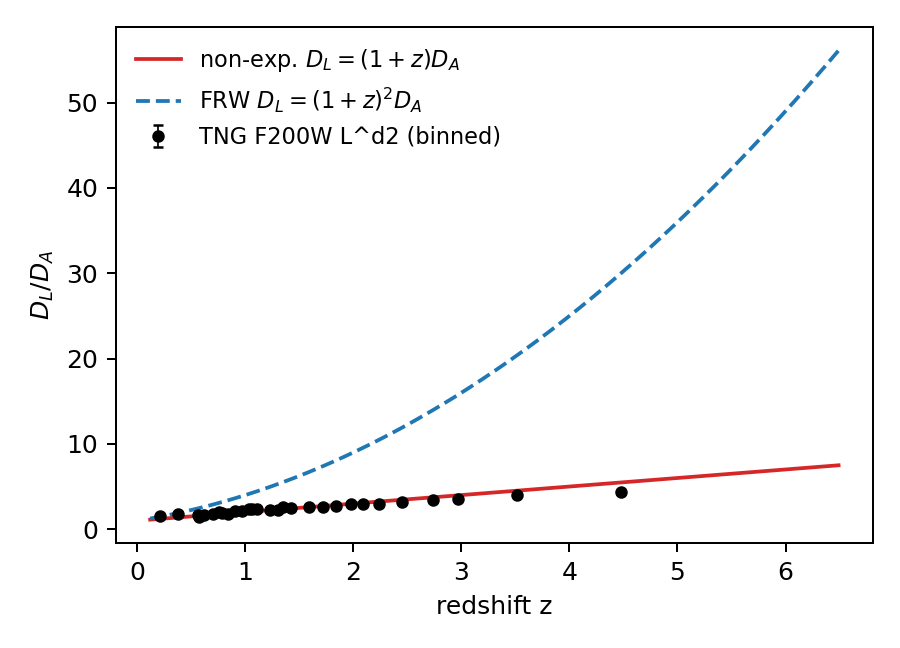 non-exp. $D_L = (1+z)D_A$
FRW $D_L = (1+z)^2 D_A$
TNG F200W L^d2 (binned)
50
40
30
20
10
0
$D_L/D_A$
0 1 2 3 4 5 6
redshift z